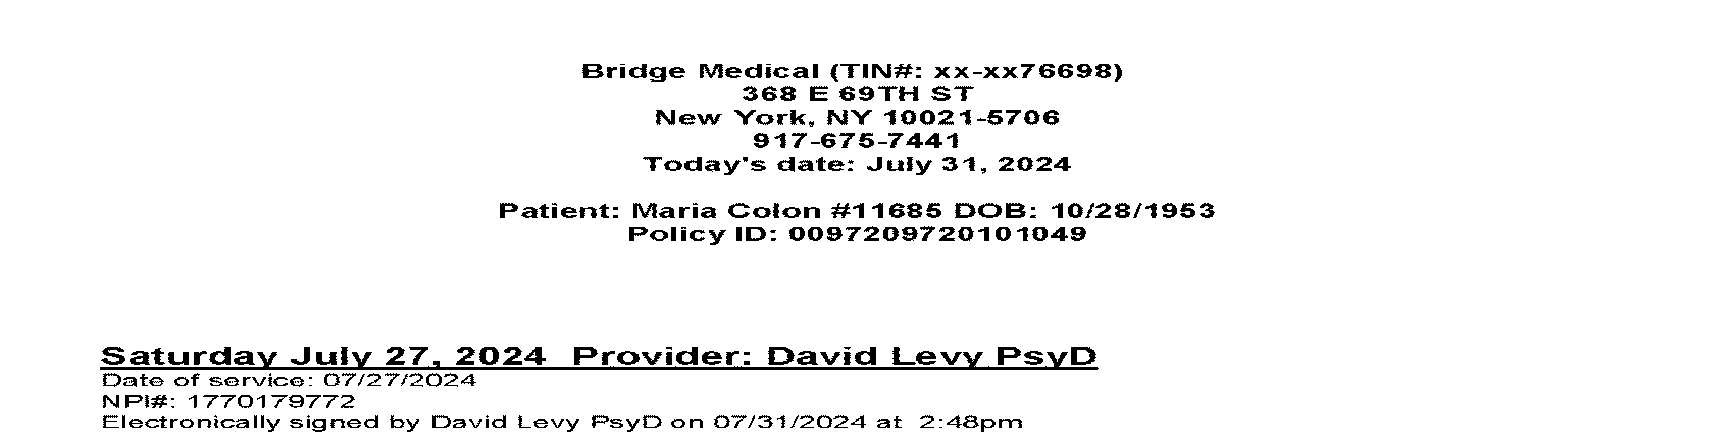 Bridge Medical (TIN#: xx-xx76698)
368 E 69TH ST
New York, NY 10021-5706
917-675-7441
Today's date: July 31, 2024
Patient: Maria Colon #11685 DOB: 10/28/1953
Policy ID: 0097209720101049
Saturday July 27, 2024 Provider: David Levy PsyD
Date of service: 07/27/2024
NPI#: 1770179772
Electronically signed by David Levy PsyD on 07/31/2024 at 2:48pm